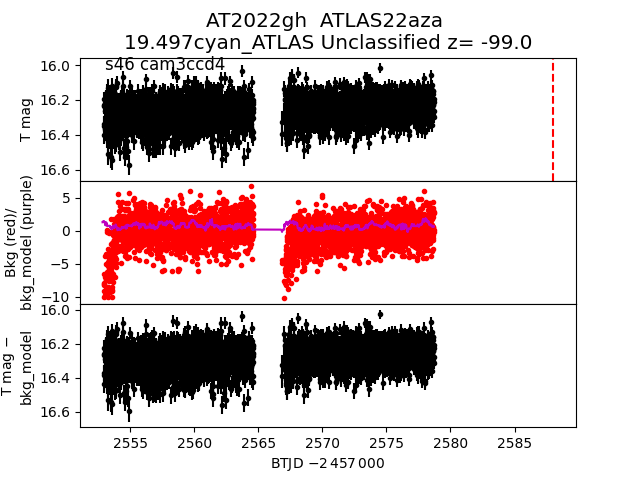 AT2022gh  ATLAS22aza
19.497cyan_ATLAS Unclassified z= -99.0
s46 cam3ccd4
16.0
16.2
16.4
16.6
T mag
5
0
−5
−10
Bkg (red)/
bkg_model (purple)
16.0
16.2
16.4
16.6
T mag −
bkg_model
2555
2560
2565
2570
2575
2580
2585
BTJD −2 457 000